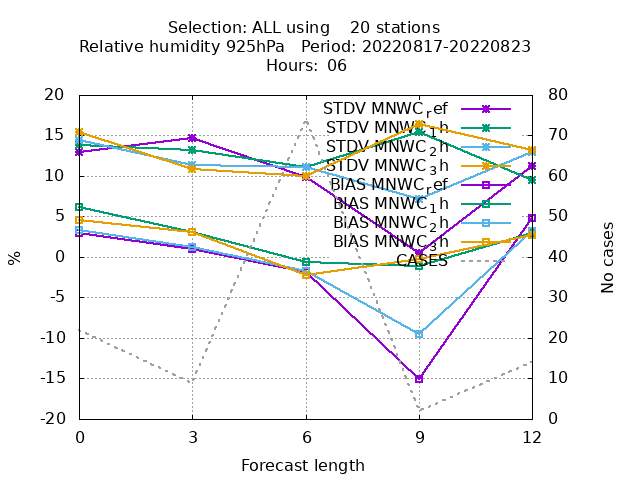 Selection: ALL using 20 stations
Relative humidity 925hPa Period: 20220817-20220823
Hours: 06
20
15
10
5
0
-5
-10
-15
-20
%
80
70
60
50
40
30
20
10
0
No cases
STDV MNWC_ref
STDV MNWC_1h
STDV MNWC_2h
STDV MNWC_3h
BIAS MNWC_ref
BIAS MNWC_1h
BIAS MNWC_2h
BIAS MNWC_3h
CASES
0 3 6 9 12
Forecast length